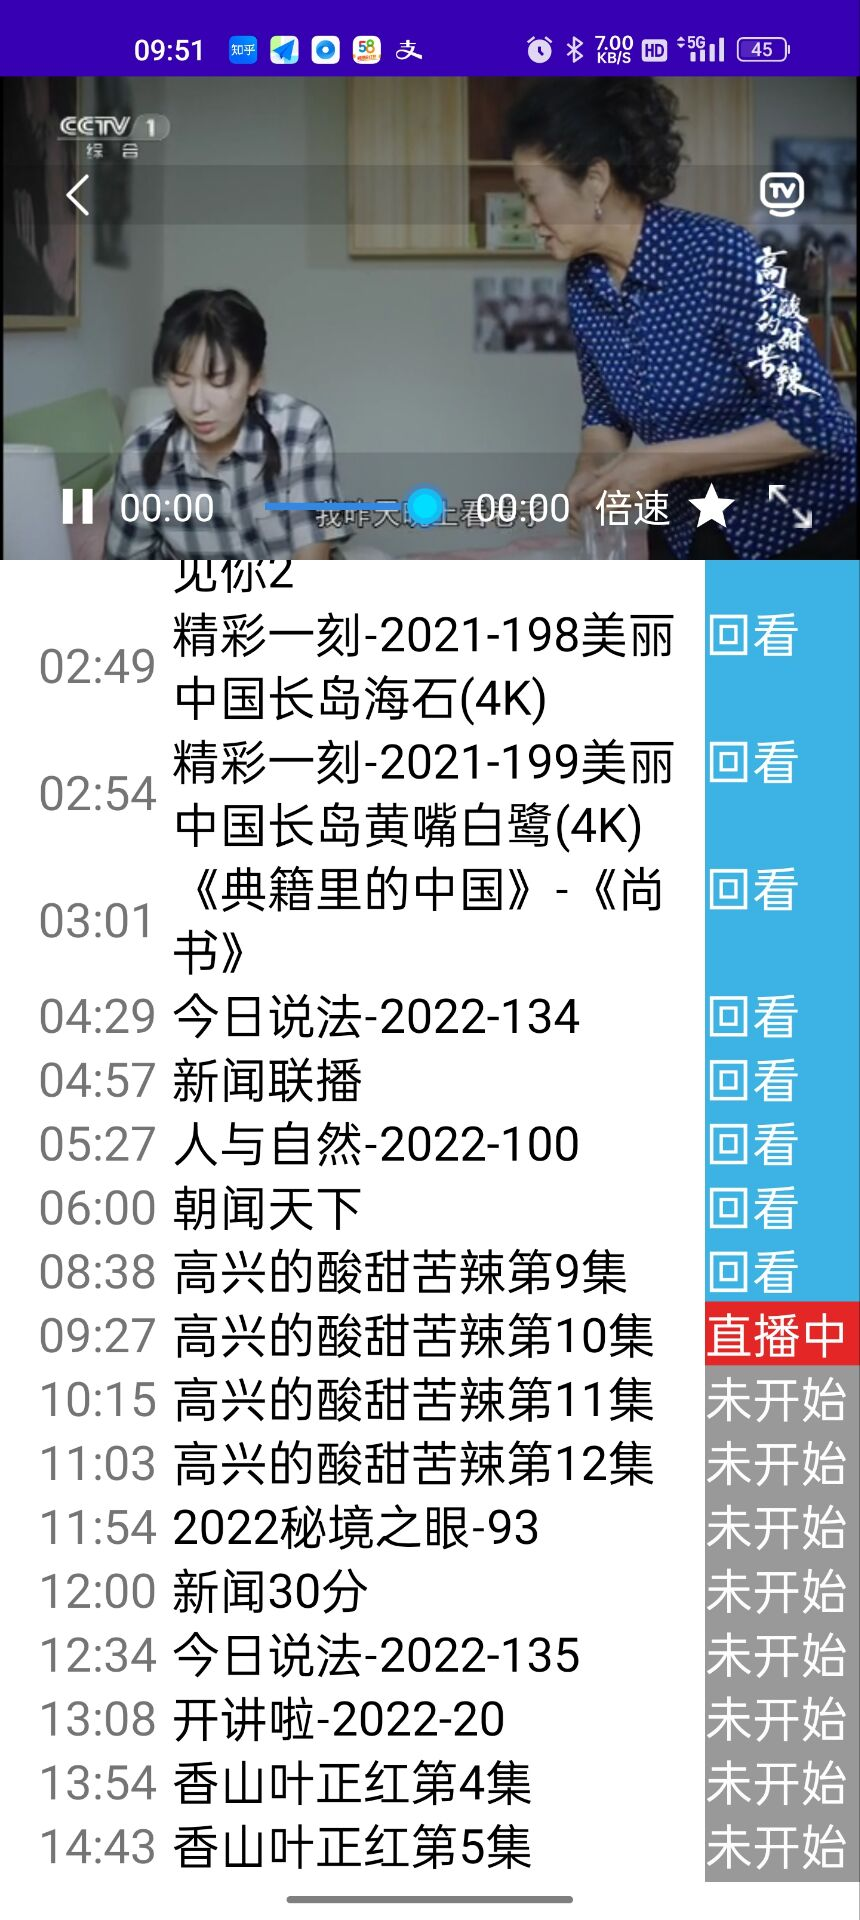 09:51 知乎 58 支 7.00 KB/S HD 5G 45
CCTV 1
综合
TV
高兴的酸甜苦辣
00:00 00:00 倍速
我昨天晚上看卷子
见你2
02:49 精彩一刻-2021-198美丽 回看
中国长岛海石(4K)
02:54 精彩一刻-2021-199美丽 回看
中国长岛黄嘴白鹭(4K)
03:01 《典籍里的中国》-《尚 回看
书》
04:29 今日说法-2022-134 回看
04:57 新闻联播 回看
05:27 人与自然-2022-100 回看
06:00 朝闻天下 回看
08:38 高兴的酸甜苦辣第9集 回看
09:27 高兴的酸甜苦辣第10集 直播中
10:15 高兴的酸甜苦辣第11集 未开始
11:03 高兴的酸甜苦辣第12集 未开始
11:54 2022秘境之眼-93 未开始
12:00 新闻30分 未开始
12:34 今日说法-2022-135 未开始
13:08 开讲啦-2022-20 未开始
13:54 香山叶正红第4集 未开始
14:43 香山叶正红第5集 未开始